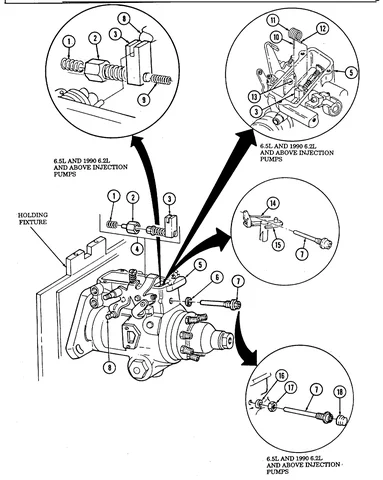 8
1
2
3
9
6.5L AND 1990 6.2L
AND ABOVE INJECTION
PUMPS
11
12
10
5
13
3
6.5L AND 1990 6.2L
AND ABOVE INJECTION
PUMPS
HOLDING
FIXTURE
1
2
3
4
14
15
7
5
6
7
8
16
17
7
18
6.5L AND 1990 6.2L
AND ABOVE INJECTION
PUMPS